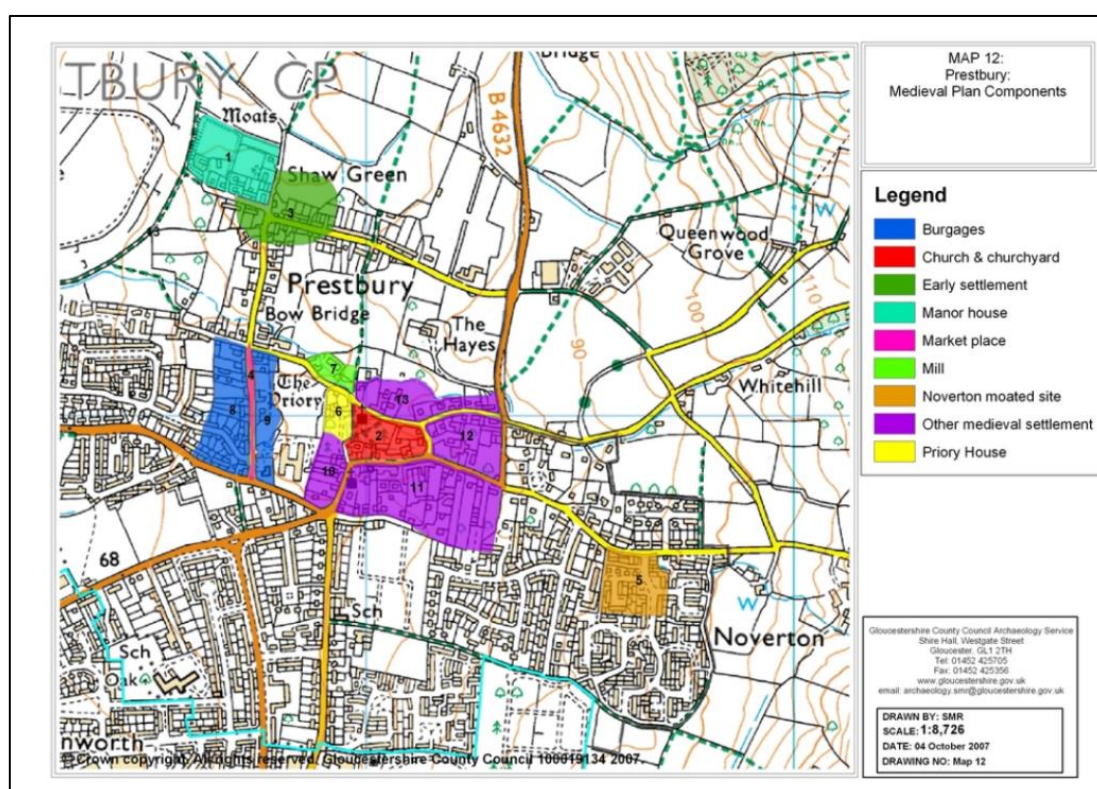 TBURY CP
Bridge
MAP 12:
Prestbury:
Medieval Plan Components
Moats
B 4632
1
Shaw Green
3
Queenwood
Grove
W
Prestbury
Bow Bridge
The
Hayes
100
110
90
Whitehill
7
4
The
Priory
13
6
8
9
2
12
10
11
68
5
Sch
W
Noverton
Sch
Oak
nworth
© Crown copyright. All rights reserved. Gloucestershire County Council 100019134 2007.
Legend
Burgages
Church & churchyard
Early settlement
Manor house
Market place
Mill
Noverton moated site
Other medieval settlement
Priory House
Gloucestershire County Council Archaeology Service
Shire Hall, Westgate Street
Gloucester. GL1 2TH
Tel: 01452 425705
Fax: 01452 425356
www.gloucestershire.gov.uk
email: archaeology.smr@gloucestershire.gov.uk
DRAWN BY: SMR
SCALE: 1:8,726
DATE: 04 October 2007
DRAWING NO: Map 12